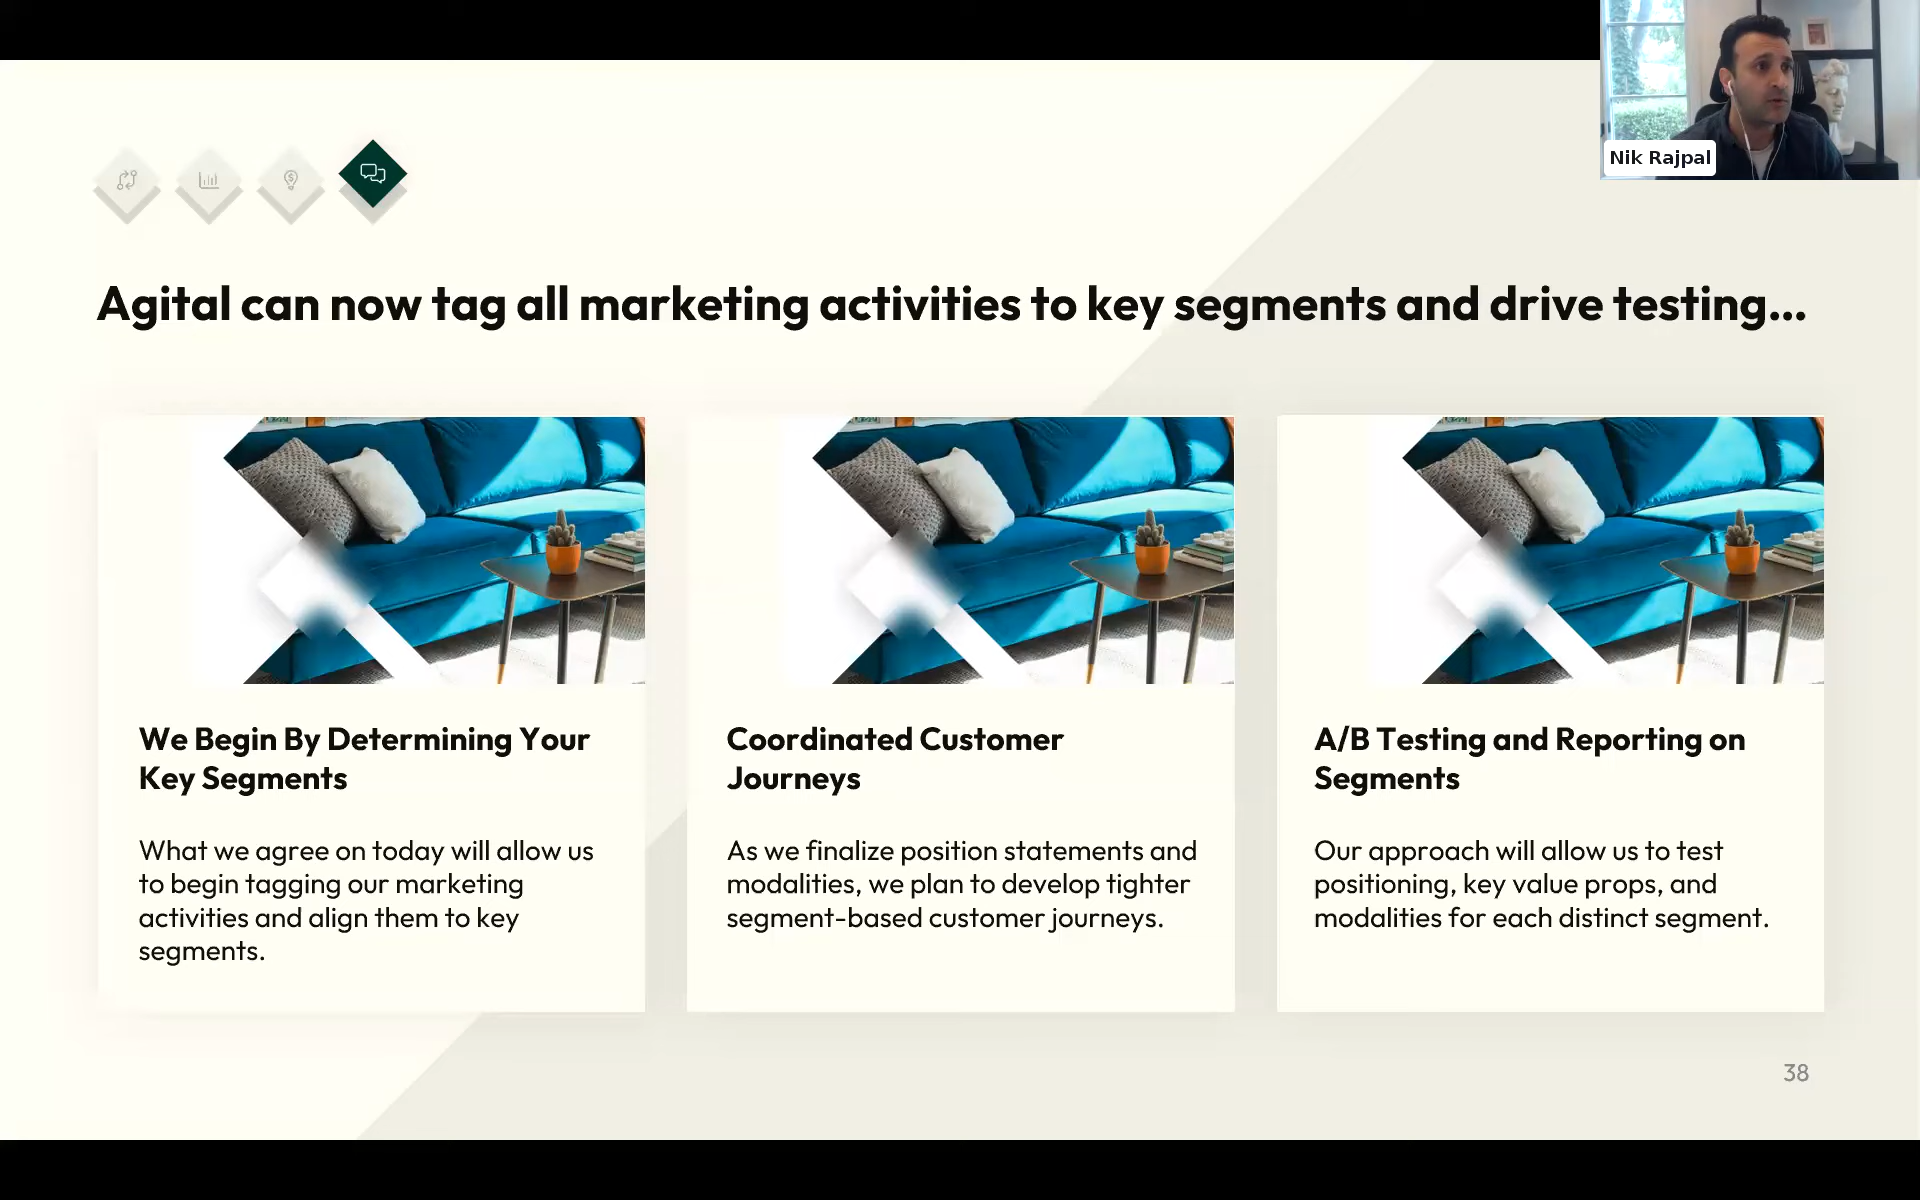 Nik Rajpal
Agital can now tag all marketing activities to key segments and drive testing...
We Begin By Determining Your
Key Segments
What we agree on today will allow us
to begin tagging our marketing
activities and align them to key
segments.
Coordinated Customer
Journeys
As we finalize position statements and
modalities, we plan to develop tighter
segment-based customer journeys.
A/B Testing and Reporting on
Segments
Our approach will allow us to test
positioning, key value props, and
modalities for each distinct segment.
38